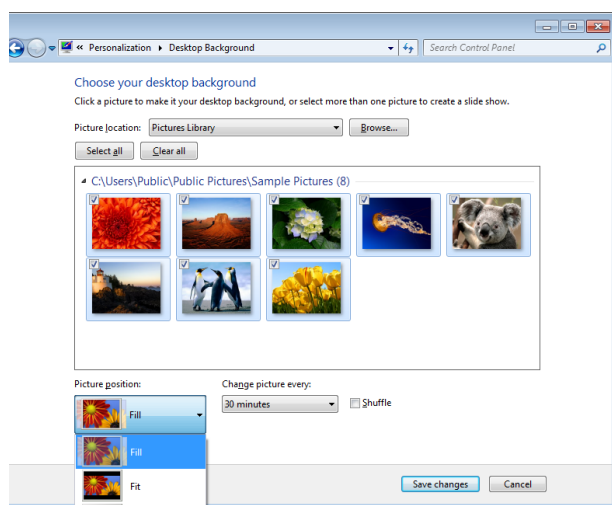 « Personalization ▸ Desktop Background
Search Control Panel
Choose your desktop background
Click a picture to make it your desktop background, or select more than one picture to create a slide show.
Picture location: Pictures Library Browse...
Select all Clear all
C:\Users\Public\Public Pictures\Sample Pictures (8)
Picture position: Change picture every:
Fill 30 minutes Shuffle
Fill
Fit
Save changes Cancel